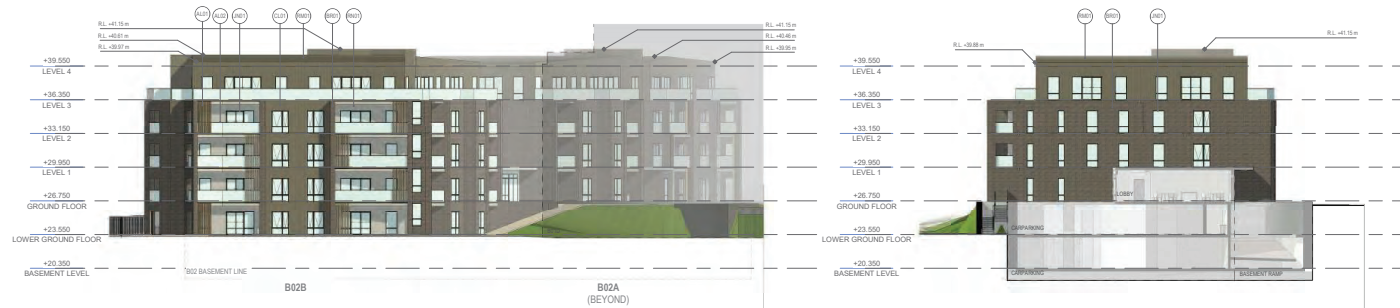 AL01 AL02 JN01 CL01 RM01 BR01 RN01
R.L. +41.15 m
R.L. +40.61 m
R.L. +39.97 m
R.L. +41.15 m
R.L. +40.46 m
R.L. +39.95 m
+39.550
LEVEL 4
+36.350
LEVEL 3
+33.150
LEVEL 2
+29.950
LEVEL 1
+26.750
GROUND FLOOR
+23.550
LOWER GROUND FLOOR
+20.350
BASEMENT LEVEL
B02 BASEMENT LINE
B02B
B02A
(BEYOND)
RM01 BR01 JN01
R.L. +39.88 m
R.L. +41.15 m
+39.550
LEVEL 4
+36.350
LEVEL 3
+33.150
LEVEL 2
+29.950
LEVEL 1
+26.750
GROUND FLOOR
+23.550
LOWER GROUND FLOOR
+20.350
BASEMENT LEVEL
LOBBY
CARPARKING
CARPARKING
BASEMENT RAMP